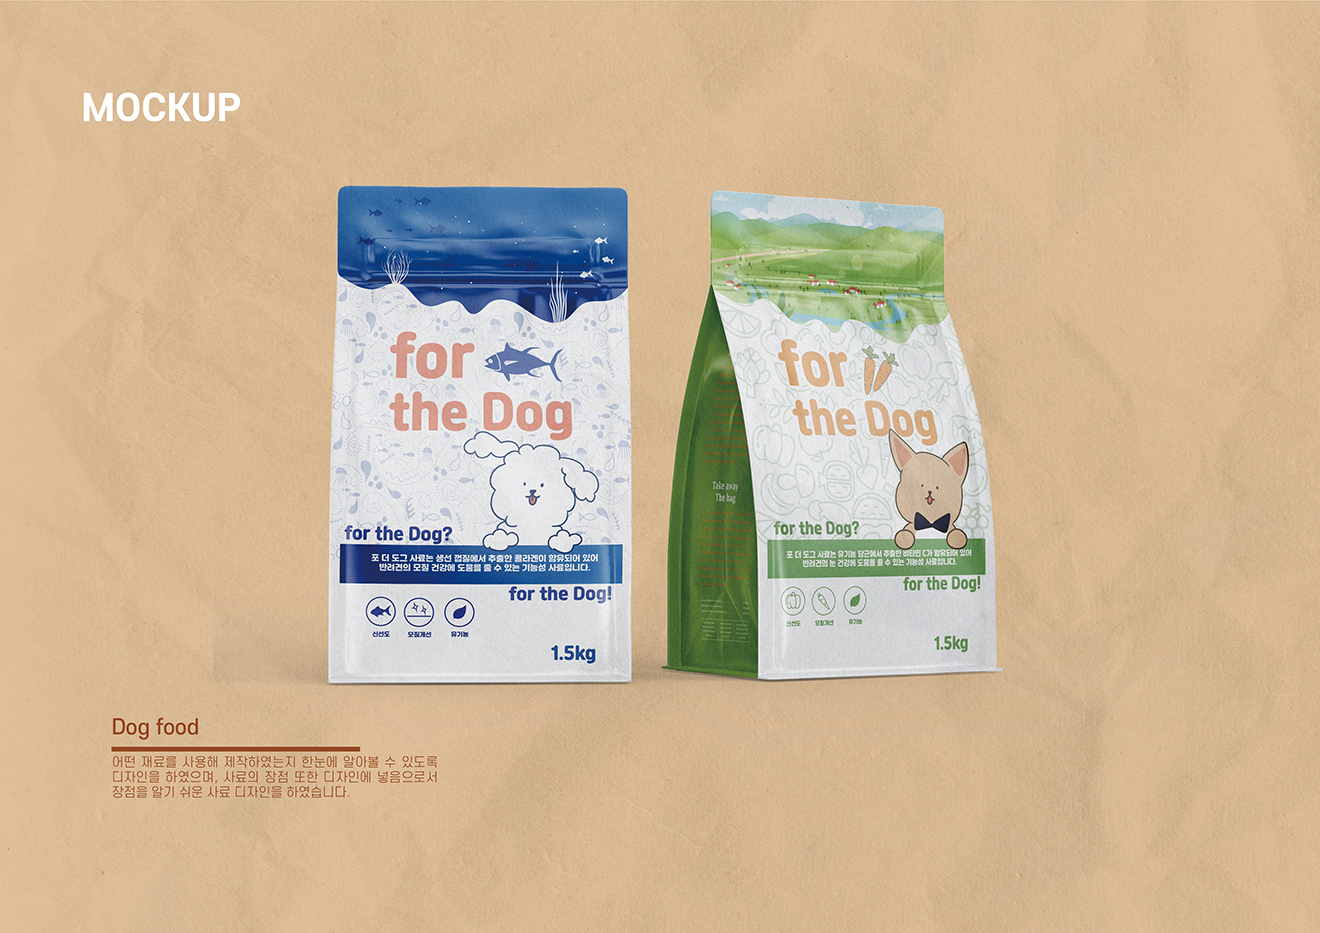 MOCKUP
for
the Dog
for the Dog?
포 더 도그 사료는 생선 껍질에서 추출한 콜라겐이 함유되어 있어
반려견의 모질 건강에 도움을 줄 수 있는 기능성 사료입니다.
for the Dog!
신선도
모질개선
유기농
1.5kg
for
the Dog
Take away
The bag
for the Dog?
포 더 도그 사료는 유기농 당근에서 추출한 비타민 C가 함유되어 있어
반려견의 눈 건강에 도움을 줄 수 있는 기능성 사료입니다.
for the Dog!
신선도
모질개선
유기농
1.5kg
Dog food
어떤 재료를 사용해 제작하였는지 한눈에 알아볼 수 있도록
디자인을 하였으며, 사료의 장점 또한 디자인에 넣음으로서
장점을 알기 쉬운 사료 디자인을 하였습니다.